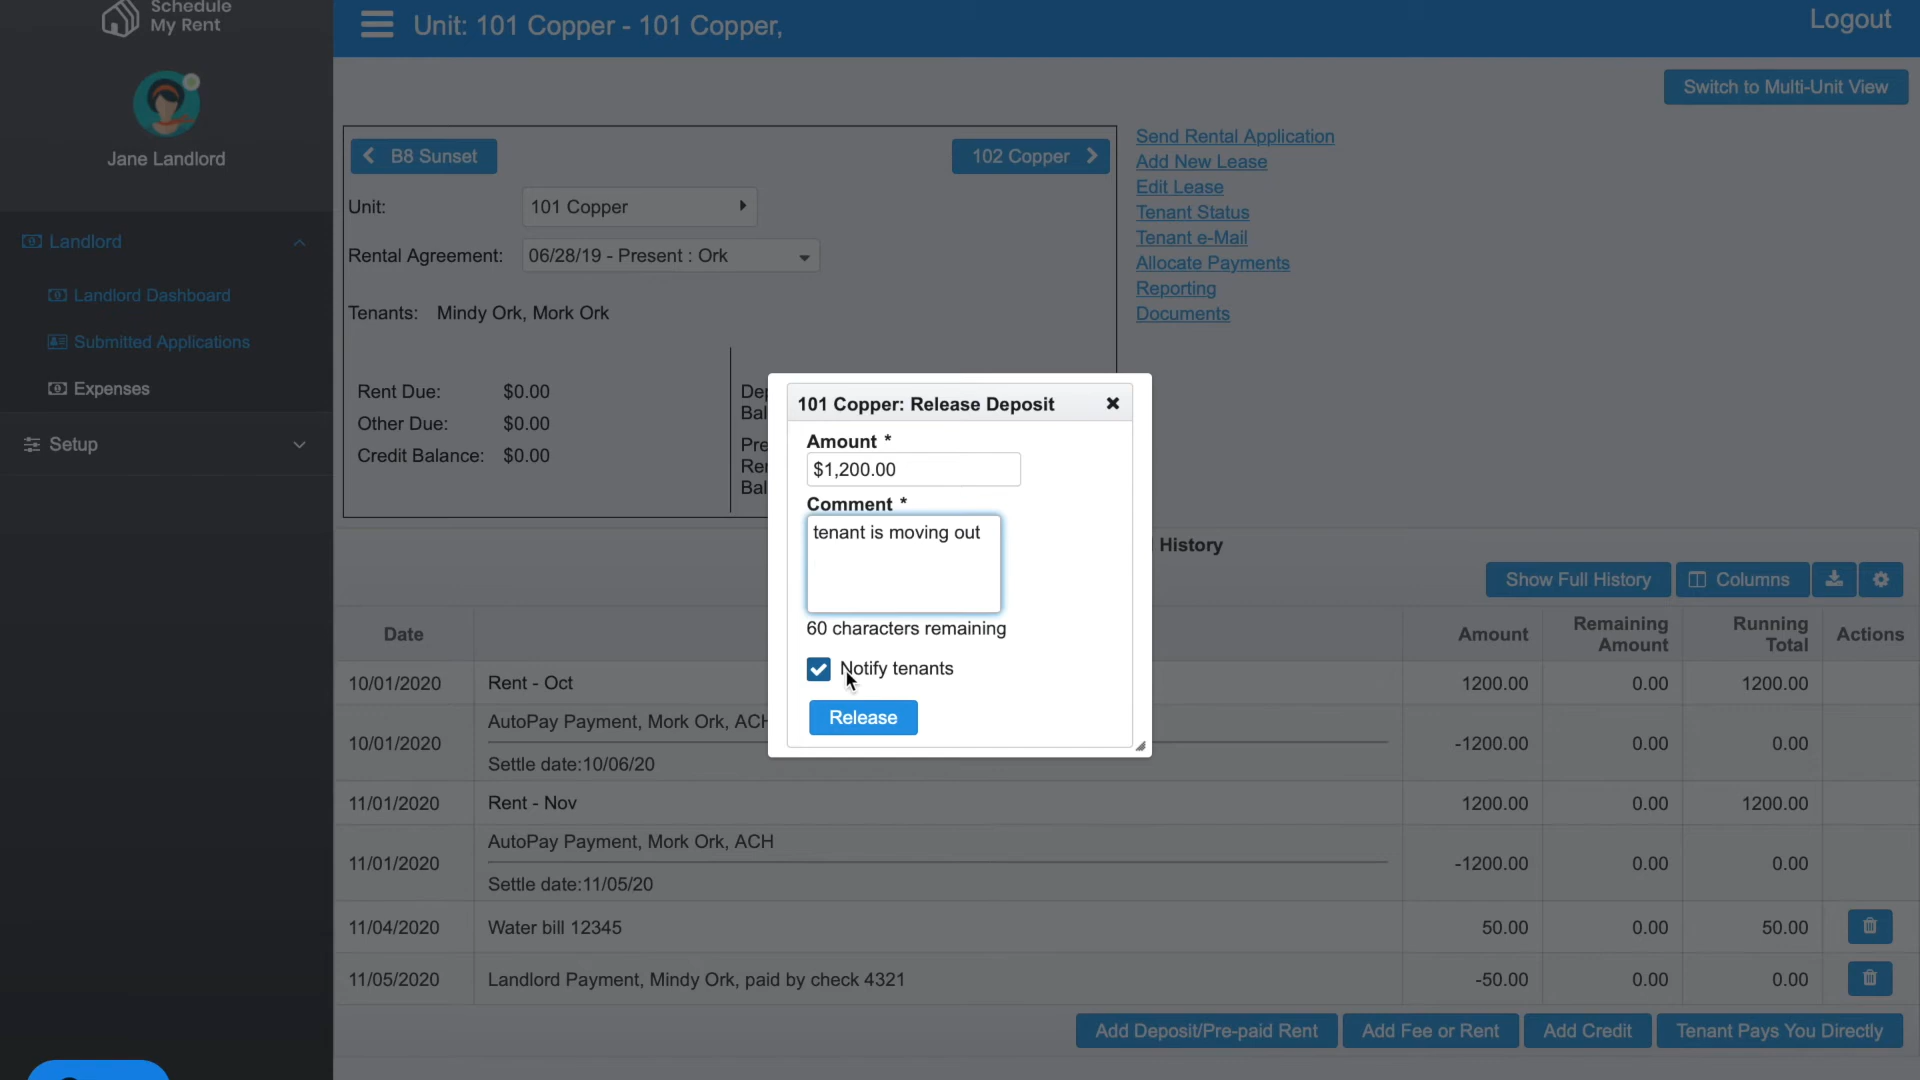 Schedule
My Rent
Jane Landlord
Landlord
Landlord Dashboard
Submitted Applications
Expenses
Setup
Unit: 101 Copper - 101 Copper,
Logout
Switch to Multi-Unit View
B8 Sunset
102 Copper
Unit:
101 Copper
Rental Agreement:
06/28/19 - Present : Ork
Tenants: Mindy Ork, Mork Ork
Rent Due: $0.00
Other Due: $0.00
Credit Balance: $0.00
Send Rental Application
Add New Lease
Edit Lease
Tenant Status
Tenant e-Mail
Allocate Payments
Reporting
Documents
101 Copper: Release Deposit
Amount *
$1,200.00
Comment *
tenant is moving out
60 characters remaining
Notify tenants
Release
History
Show Full History
Columns
Date
Amount
Remaining
Amount
Running
Total
Actions
10/01/2020 Rent - Oct 1200.00 0.00 1200.00
10/01/2020 AutoPay Payment, Mork Ork, ACH -1200.00 0.00 0.00
Settle date:10/06/20
11/01/2020 Rent - Nov 1200.00 0.00 1200.00
11/01/2020 AutoPay Payment, Mork Ork, ACH -1200.00 0.00 0.00
Settle date:11/05/20
11/04/2020 Water bill 12345 50.00 0.00 50.00
11/05/2020 Landlord Payment, Mindy Ork, paid by check 4321 -50.00 0.00 0.00
Add Deposit/Pre-paid Rent
Add Fee or Rent
Add Credit
Tenant Pays You Directly